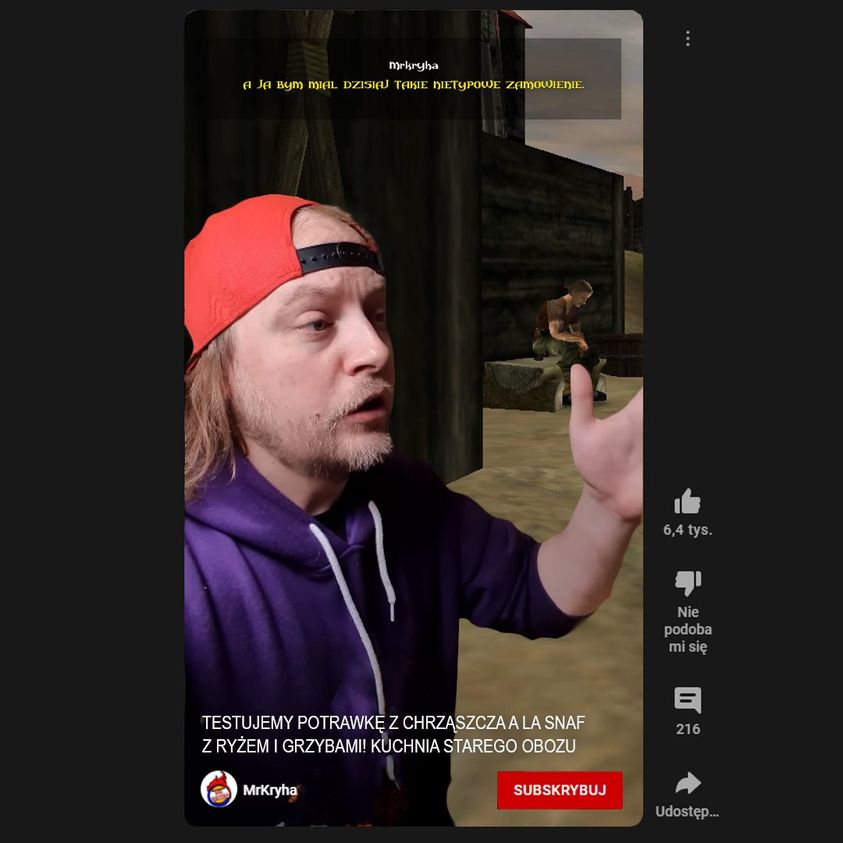 Mrkryha
A JA BYM MIAL DZISIAJ TAKIE NIETYPOWE ZAMOWIENIE.
6,4 tys.
Nie
podoba
mi się
216
TESTUJEMY POTRAWKĘ Z CHRZĄSZCZA A LA SNAF
Z RYŻEM I GRZYBAMI! KUCHNIA STAREGO OBOZU
MrKryha
SUBSKRYBUJ
Udostęp...